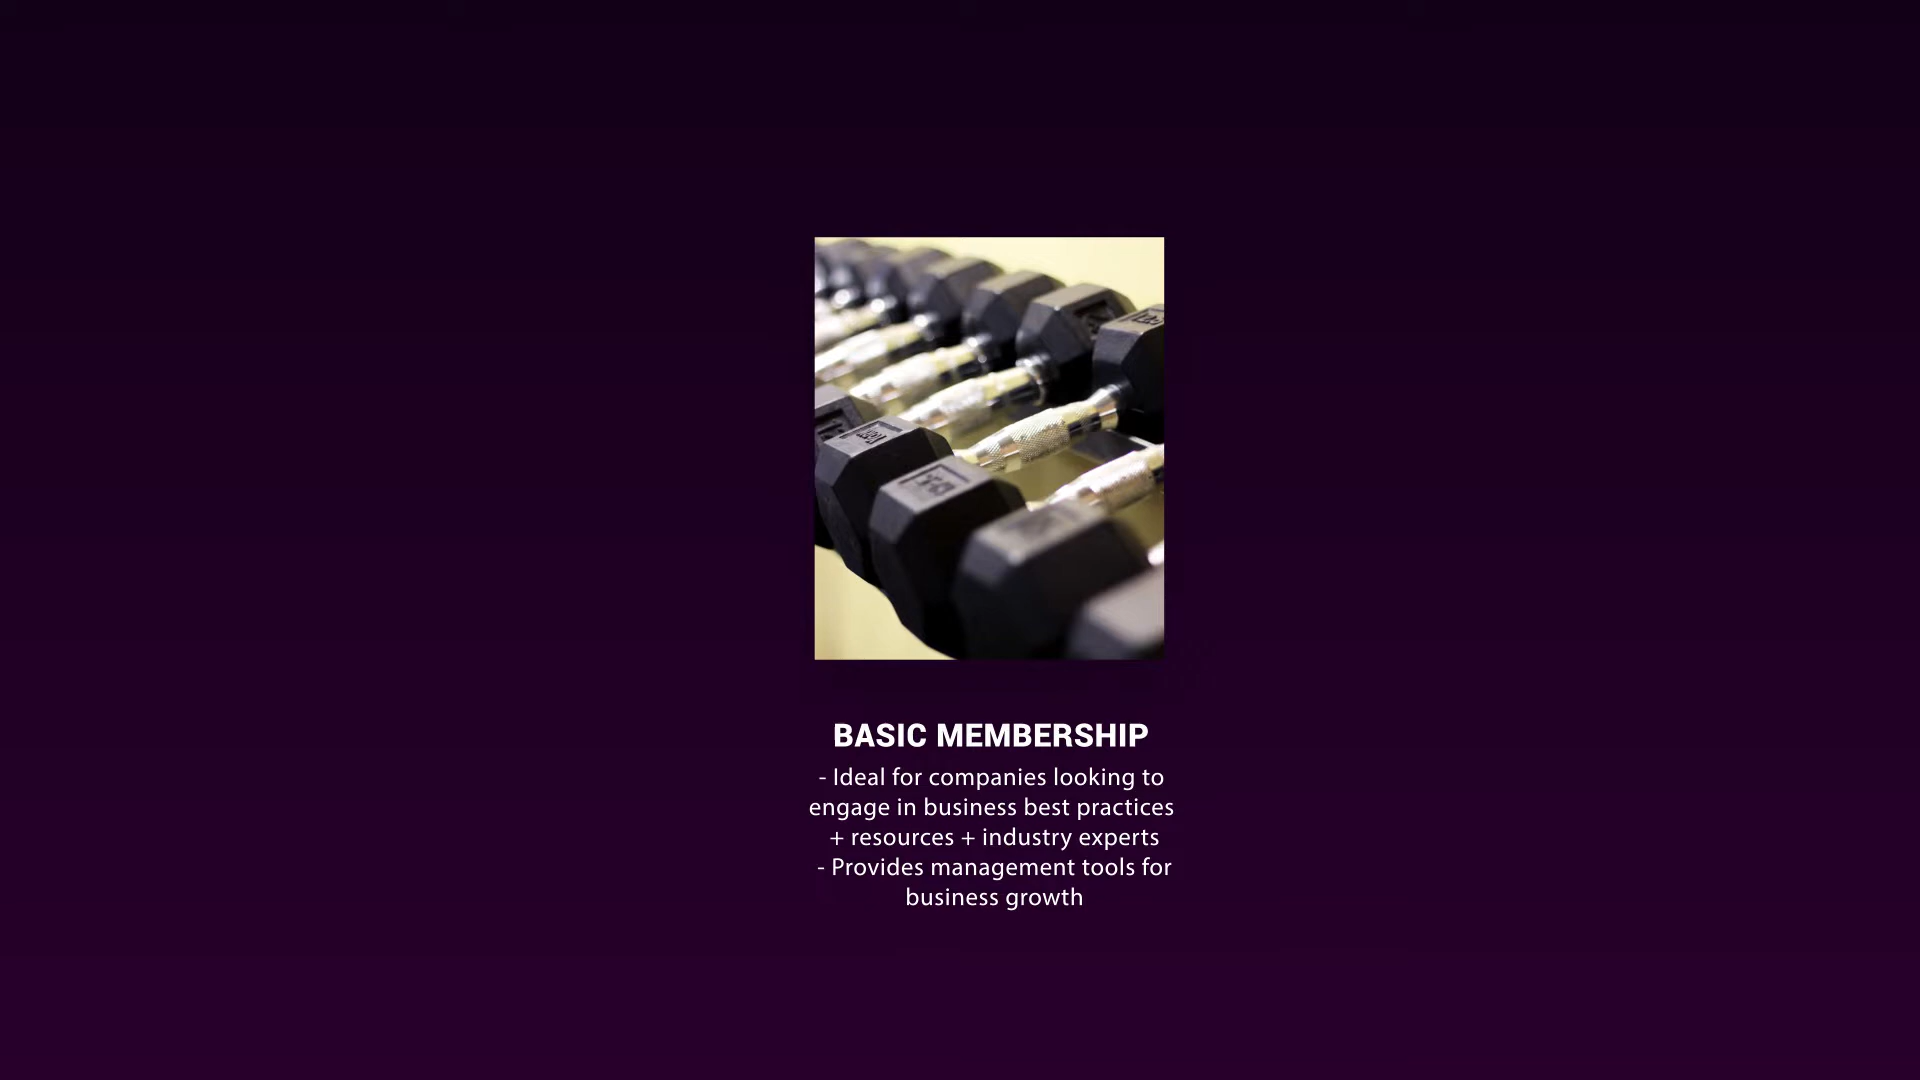 BASIC MEMBERSHIP
- Ideal for companies looking to
engage in business best practices
+ resources + industry experts
- Provides management tools for
business growth